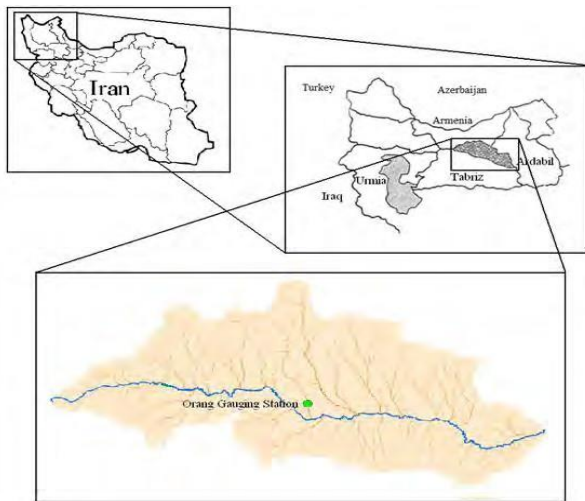 Iran
Turkey
Azerbaijan
Armenia
Ardabil
Urmia
Tabriz
Iraq
Orang Gauging Station